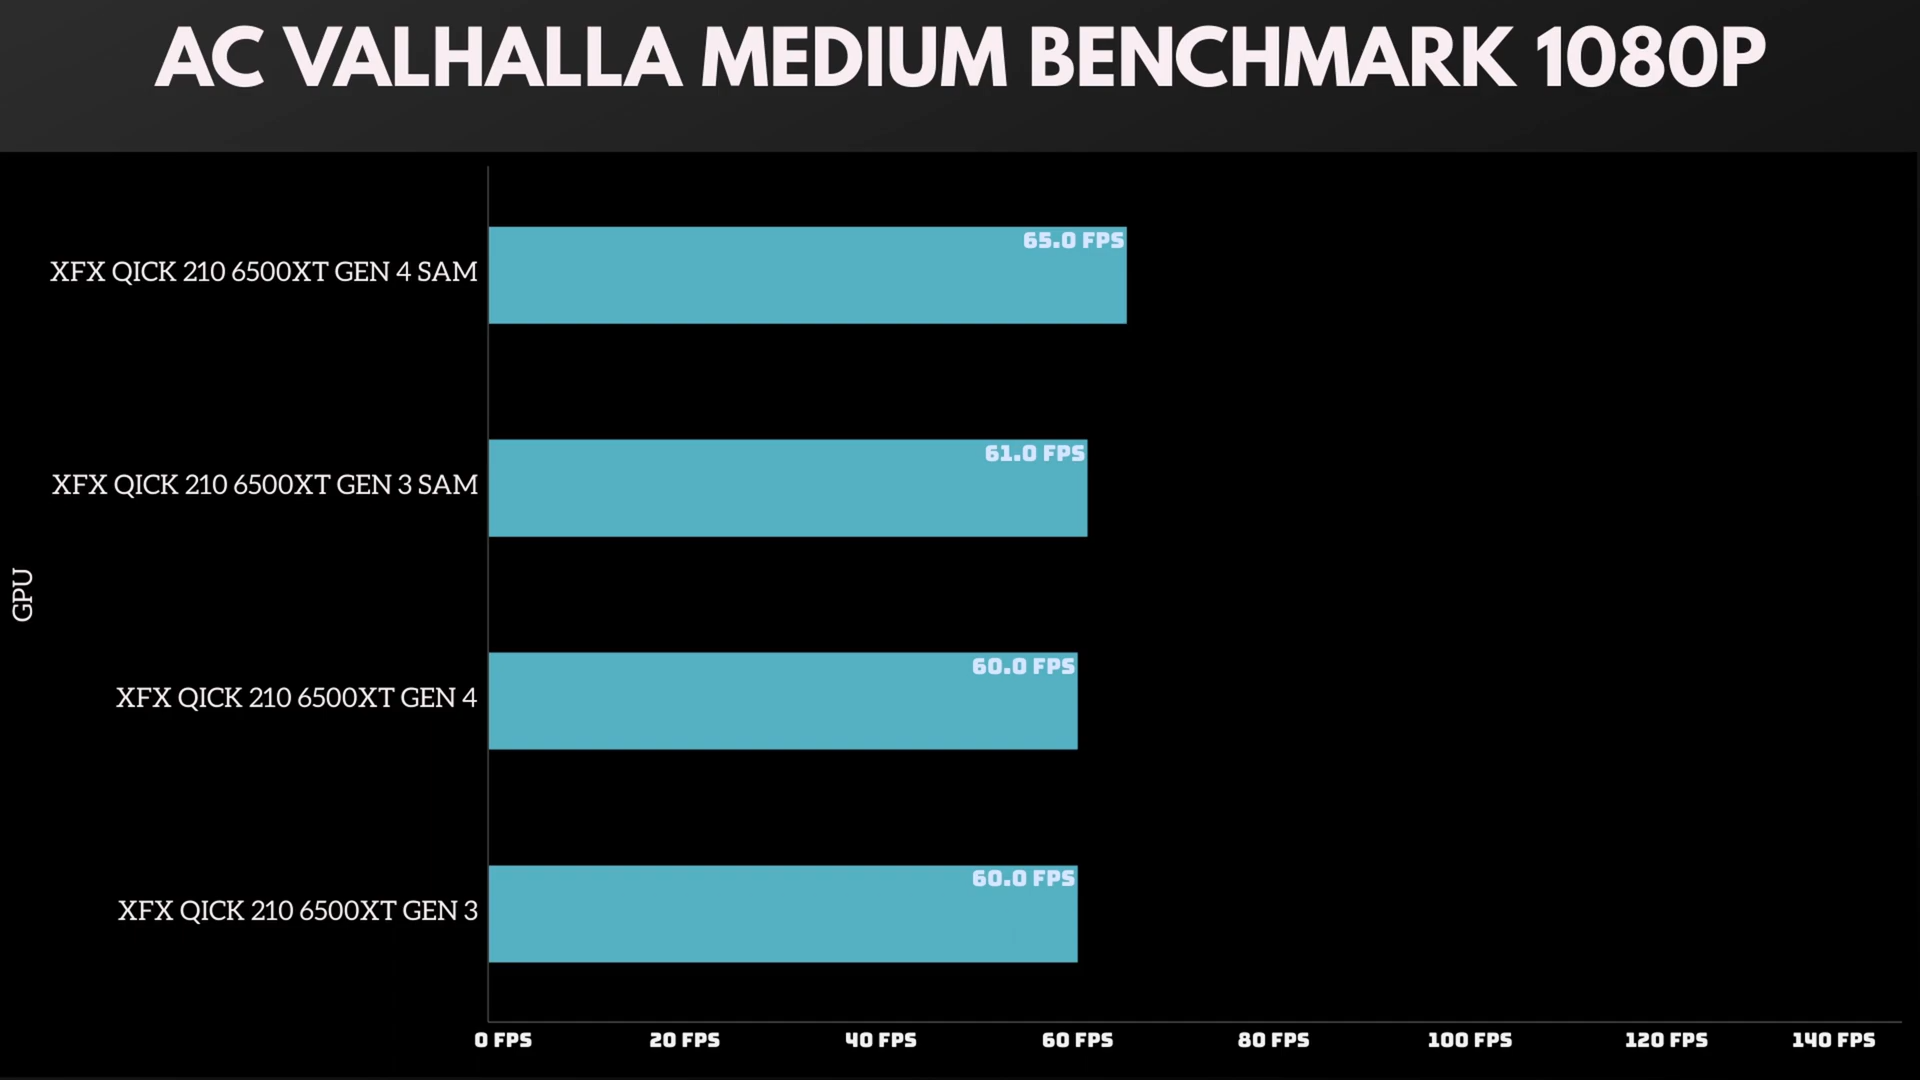 AC VALHALLA MEDIUM BENCHMARK 1080P
65.0 FPS
XFX QICK 210 6500XT GEN 4 SAM
61.0 FPS
XFX QICK 210 6500XT GEN 3 SAM
GPU
60.0 FPS
XFX QICK 210 6500XT GEN 4
60.0 FPS
XFX QICK 210 6500XT GEN 3
0 FPS 20 FPS 40 FPS 60 FPS 80 FPS 100 FPS 120 FPS 140 FPS